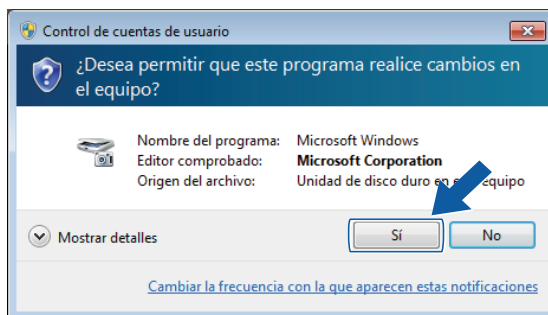 Control de cuentas de usuario
¿Desea permitir que este programa realice cambios en
el equipo?
Nombre del programa: Microsoft Windows
Editor comprobado: Microsoft Corporation
Origen del archivo: Unidad de disco duro en equipo
Mostrar detalles
Sí
No
Cambiar la frecuencia con la que aparecen estas notificaciones